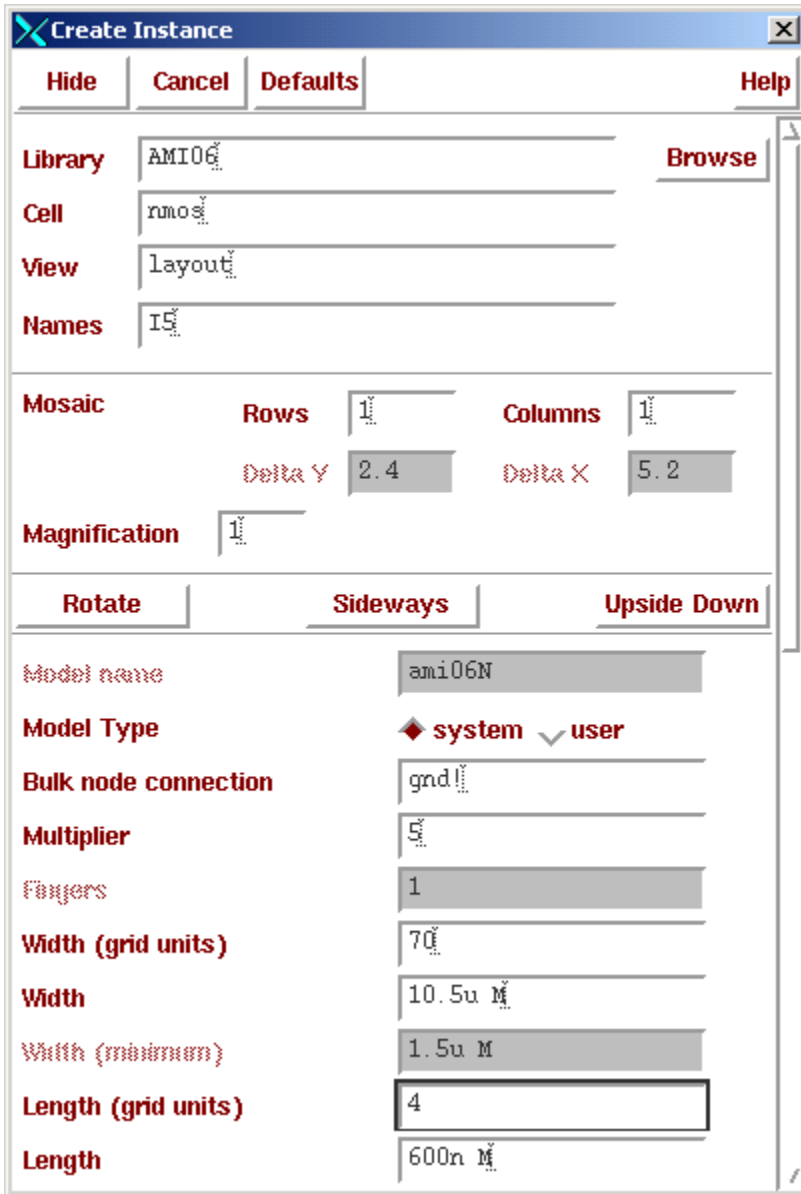 Create Instance
Hide Cancel Defaults Help
Library AMI06 Browse
Cell nmos
View layout
Names I5
Mosaic Rows 1 Columns 1
Delta Y 2.4 Delta X 5.2
Magnification 1
Rotate Sideways Upside Down
Model name ami06N
Model Type system user
Bulk node connection gnd!
Multiplier 5
Fingers 1
Width (grid units) 70
Width 10.5u M
Width (minimum) 1.5u M
Length (grid units) 4
Length 600n M